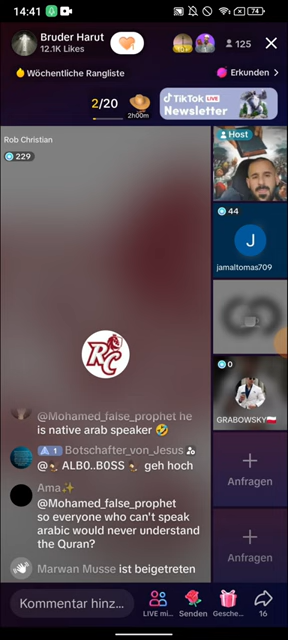 14:41
74
Bruder Harut
12.1K Likes
125
Wöchentliche Rangliste
Erkunden >
2/20
2h00m
TikTok LIVE
Newsletter
Rob Christian
229
Host
RC
44
J
jamaltomas709
0
GRABOWSKY🇵🇱
@Mohamed_false_prophet he
is native arab speaker 🤣
1 Botschafter_von_Jesus
@ ALB0..B0SS geh hoch
Ama✨
@Mohamed_false_prophet
so everyone who can't speak
arabic would never understand
the Quran?
Marwan Musse ist beigetreten
+
Anfragen
+
Anfragen
Kommentar hinz...
LIVE mi...
Senden
Gesche...
16